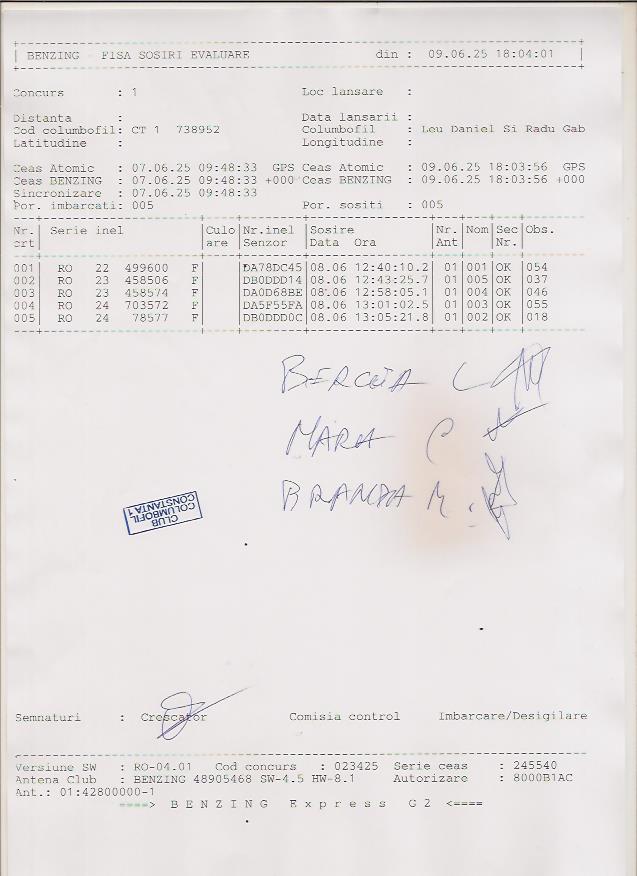 BENZING - FISA SOSIRI EVALUARE din : 09.06.25 18:04:01
Concurs : 1 Loc lansare :
Distanta : Data lansarii :
Cod columbofil: CT 1 738952 Columbofil : Leu Daniel Si Radu Gab
Latitudine : Longitudine :
Ceas Atomic : 07.06.25 09:48:33 GPS Ceas Atomic : 09.06.25 18:03:56 GPS
Ceas BENZING : 07.06.25 09:48:33 +000 Ceas BENZING : 09.06.25 18:03:56 +000
Sincronizare : 07.06.25 09:48:33
Por. imbarcati: 005 Por. sositi : 005
Nr. | Serie inel |Culo|Nr.inel |Sosire |Nr.|Nom|Sec|Obs.
crt| |are |Senzor |Data Ora |Ant| |Nr.|
001| RO 22 499600 F| |DA78DC45|08.06 12:40:10.2| 01|001|OK |054
002| RO 23 458506 F| |DB0DDD14|08.06 12:43:25.7| 01|005|OK |037
003| RO 23 458574 F| |DA0D68BE|08.06 12:58:05.1| 01|004|OK |046
004| RO 24 703572 F| |DA5F55FA|08.06 13:01:02.5| 01|003|OK |055
005| RO 24 78577 F| |DB0DDD0C|08.06 13:05:21.8| 01|002|OK |018
MARA C
CLUB
COLUMBOFIL
CONSTANTA 1
Semnaturi : Crescator Comisia control Imbarcare/Desigilare
Versiune SW : RO-04.01 Cod concurs : 023425 Serie ceas : 245540
Antena Club : BENZING 48905468 SW-4.5 HW-8.1 Autorizare : 8000B1AC
Ant.: 01:42800000-1
====> B E N Z I N G E x p r e s s G 2 <====